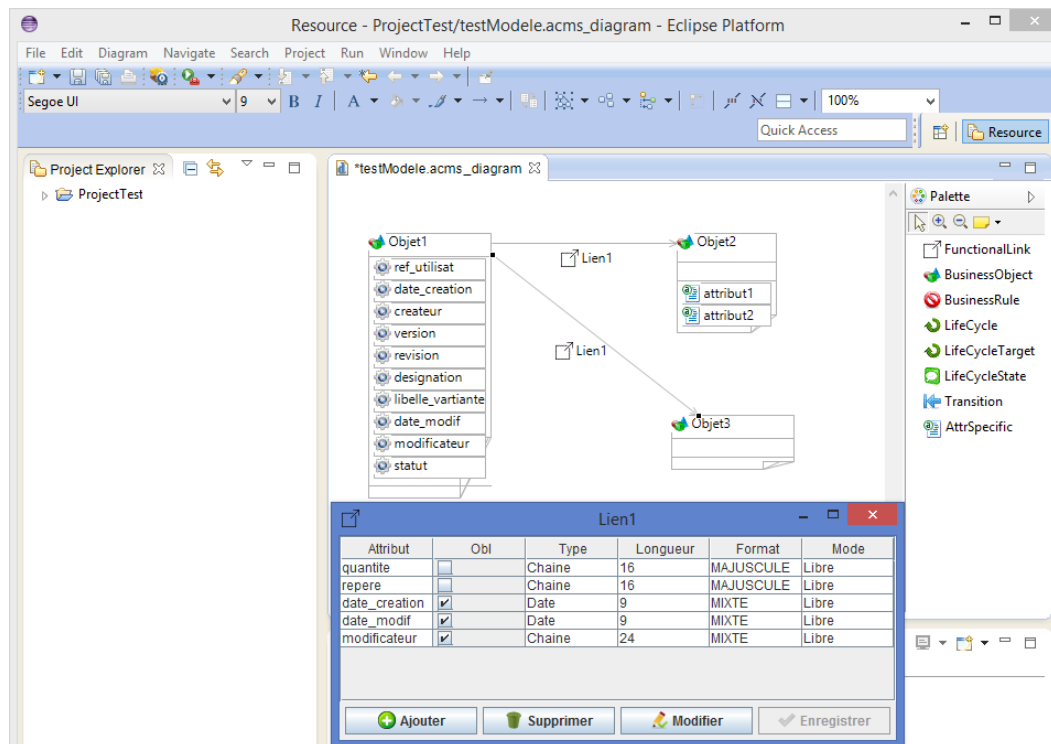 Resource - ProjectTest/testModele.acms_diagram - Eclipse Platform
File Edit Diagram Navigate Search Project Run Window Help
Segoe UI 9 B I A 100%
Quick Access Resource
Project Explorer
ProjectTest
*testModele.acms_diagram
Objet1
ref_utilisat
date_creation
createur
version
revision
designation
libelle_vartiante
date_modif
modificateur
statut
Lien1
Lien1
Objet2
attribut1
attribut2
Objet3
Palette
FunctionalLink
BusinessObject
BusinessRule
LifeCycle
LifeCycleTarget
LifeCycleState
Transition
AttrSpecific
Lien1
Attribut Obl Type Longueur Format Mode
quantite Chaine 16 MAJUSCULE Libre
repere Chaine 16 MAJUSCULE Libre
date_creation Date 9 MIXTE Libre
date_modif Date 9 MIXTE Libre
modificateur Chaine 24 MIXTE Libre
Ajouter Supprimer Modifier Enregistrer